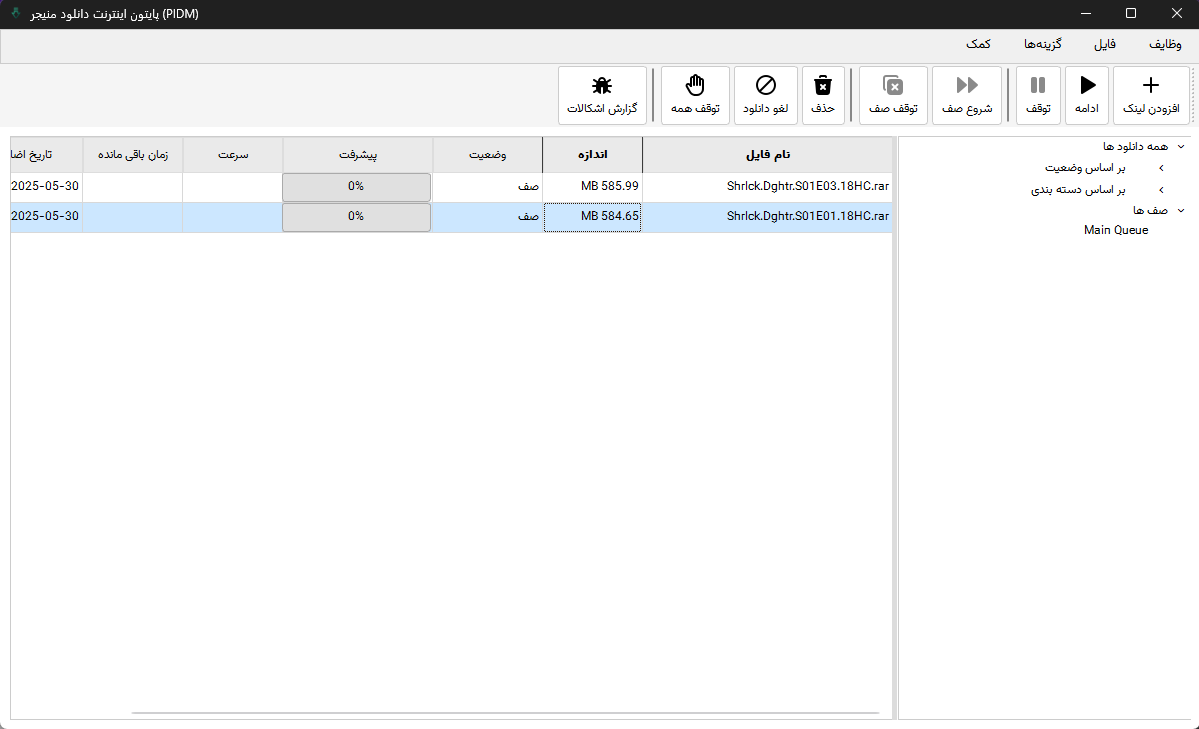 پایتون اینترنت دانلود منیجر (PIDM)
وظایف فایل گزینه‌ها کمک
افزودن لینک ادامه توقف شروع صف توقف صف حذف لغو دانلود توقف همه گزارش اشکالات
همه دانلود ها
بر اساس وضعیت
بر اساس دسته بندی
صف ها
Main Queue
نام فایل اندازه وضعیت پیشرفت سرعت زمان باقی مانده تاریخ اضا
Shrlck.Dghtr.S01E03.18HC.rar MB 585.99 صف 0% 2025-05-30
Shrlck.Dghtr.S01E01.18HC.rar MB 584.65 صف 0% 2025-05-30